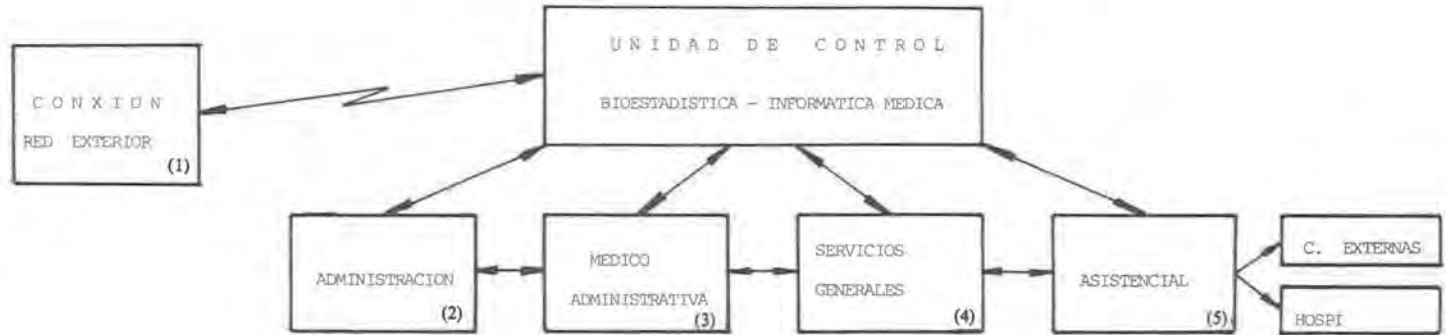 UNIDAD DE CONTROL
BIOESTADISTICA - INFORMATICA MEDICA
CONXION
RED EXTERIOR
(1)
ADMINISTRACION
(2)
MEDICO
ADMINISTRATIVA
(3)
SERVICIOS
GENERALES
(4)
ASISTENCIAL
(5)
C. EXTERNAS
HOSPI